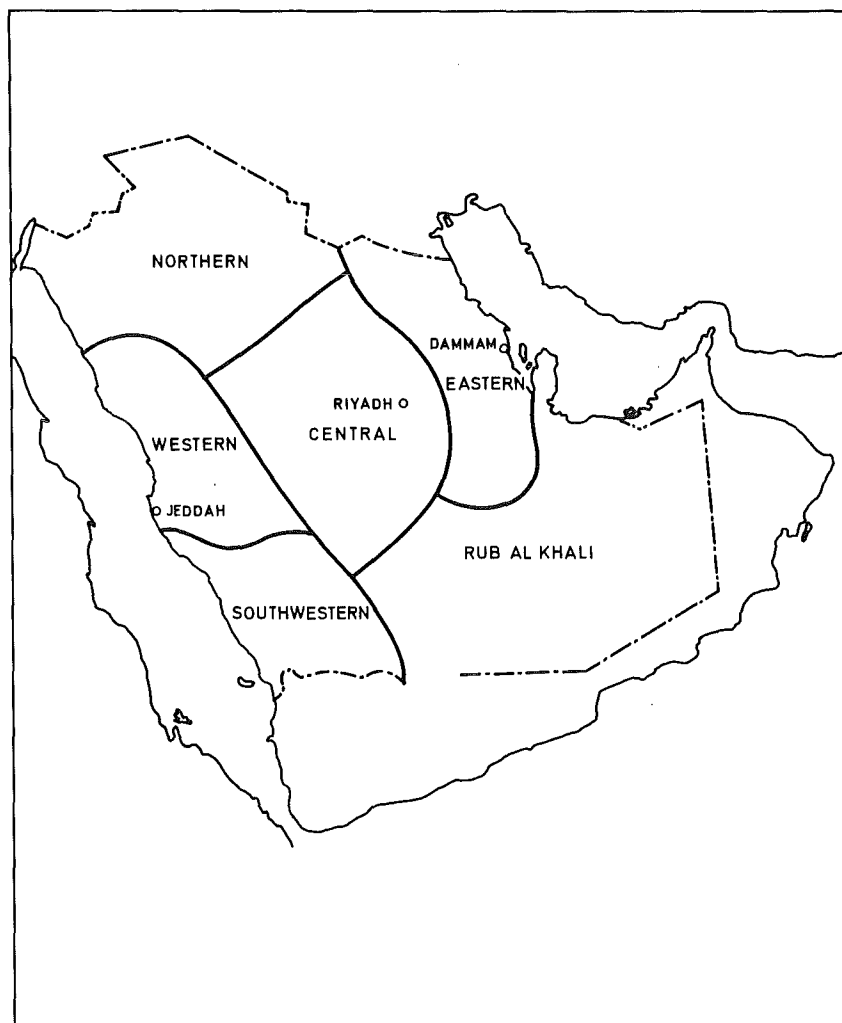 NORTHERN
DAMMAM
EASTERN
RIYADH
CENTRAL
WESTERN
JEDDAH
RUB AL KHALI
SOUTHWESTERN